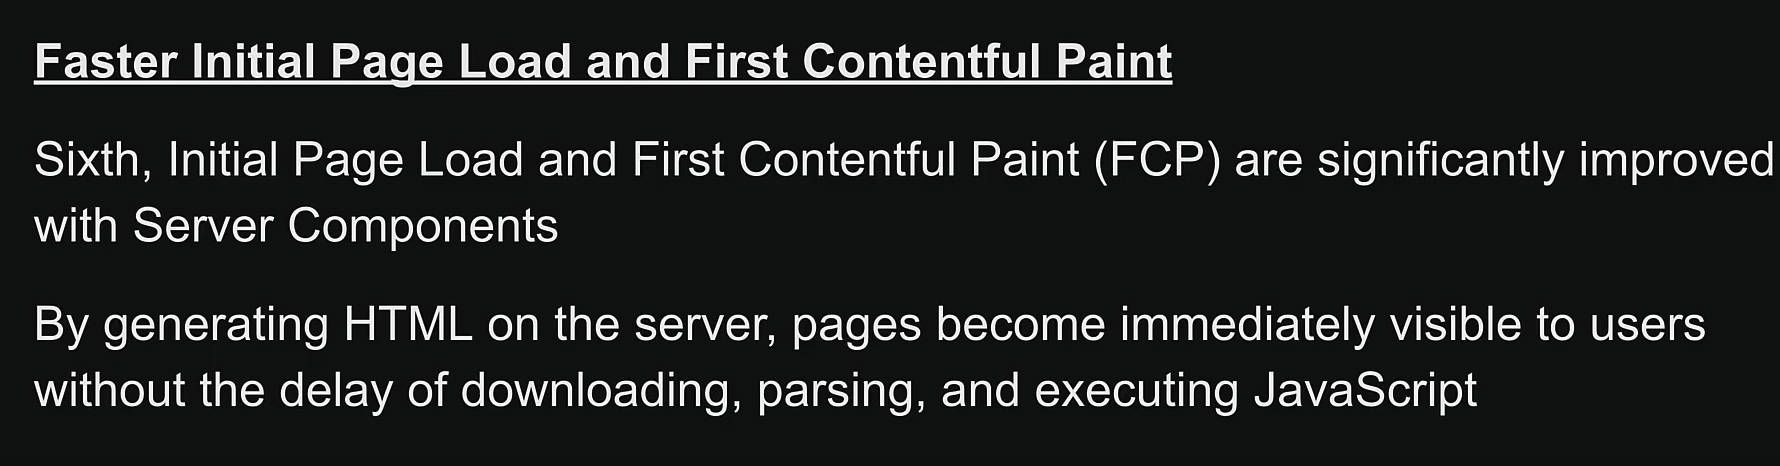 Faster Initial Page Load and First Contentful Paint
Sixth, Initial Page Load and First Contentful Paint (FCP) are significantly improved
with Server Components
By generating HTML on the server, pages become immediately visible to users
without the delay of downloading, parsing, and executing JavaScript